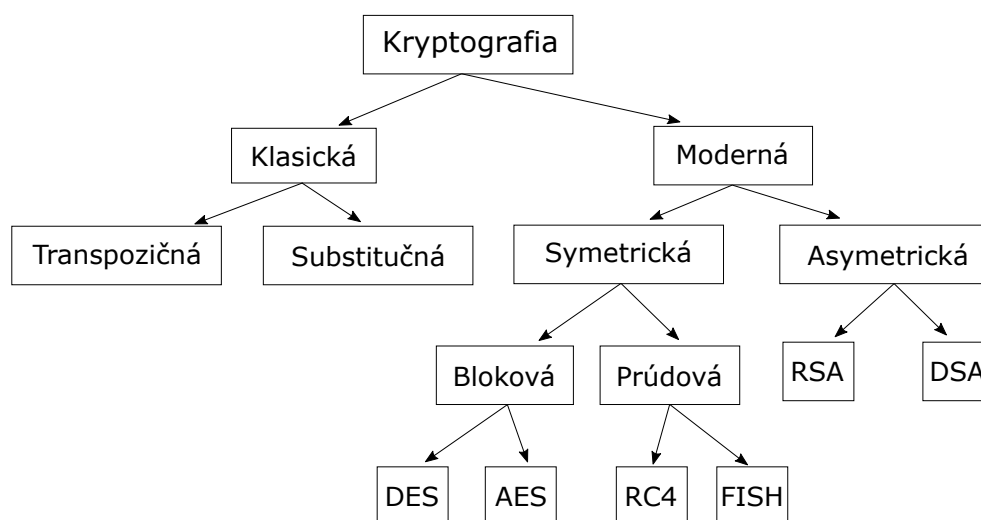 Kryptografia
Klasická
Moderná
Transpozičná
Substitučná
Symetrická
Asymetrická
Bloková
Prúdová
RSA
DSA
DES
AES
RC4
FISH